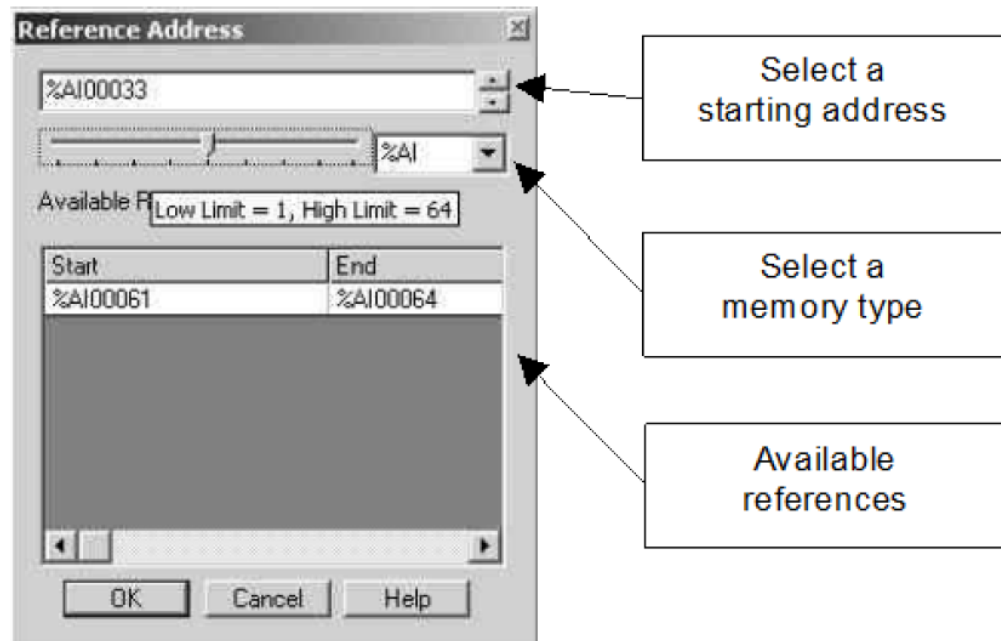 Reference Address
%AI00033
Select a
starting address
%AI
Available R
Low Limit = 1, High Limit = 64
Select a
memory type
Start End
%AI00061 %AI00064
Available
references
OK Cancel Help